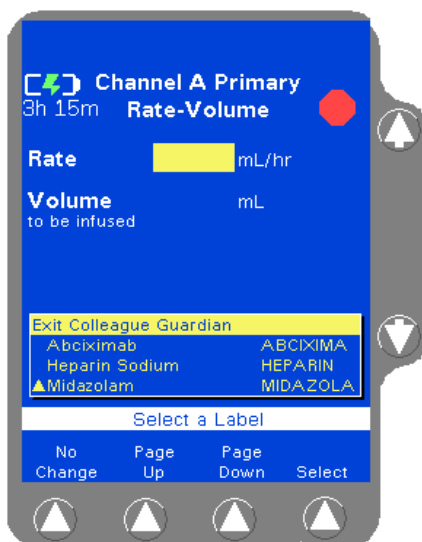 Channel A Primary
3h 15m Rate-Volume
Rate mL/hr
Volume mL
to be infused
Exit Colleague Guardian
Abciximab ABCIXIMA
Heparin Sodium HEPARIN
Midazolam MIDAZOLA
Select a Label
No Change Page Up Page Down Select